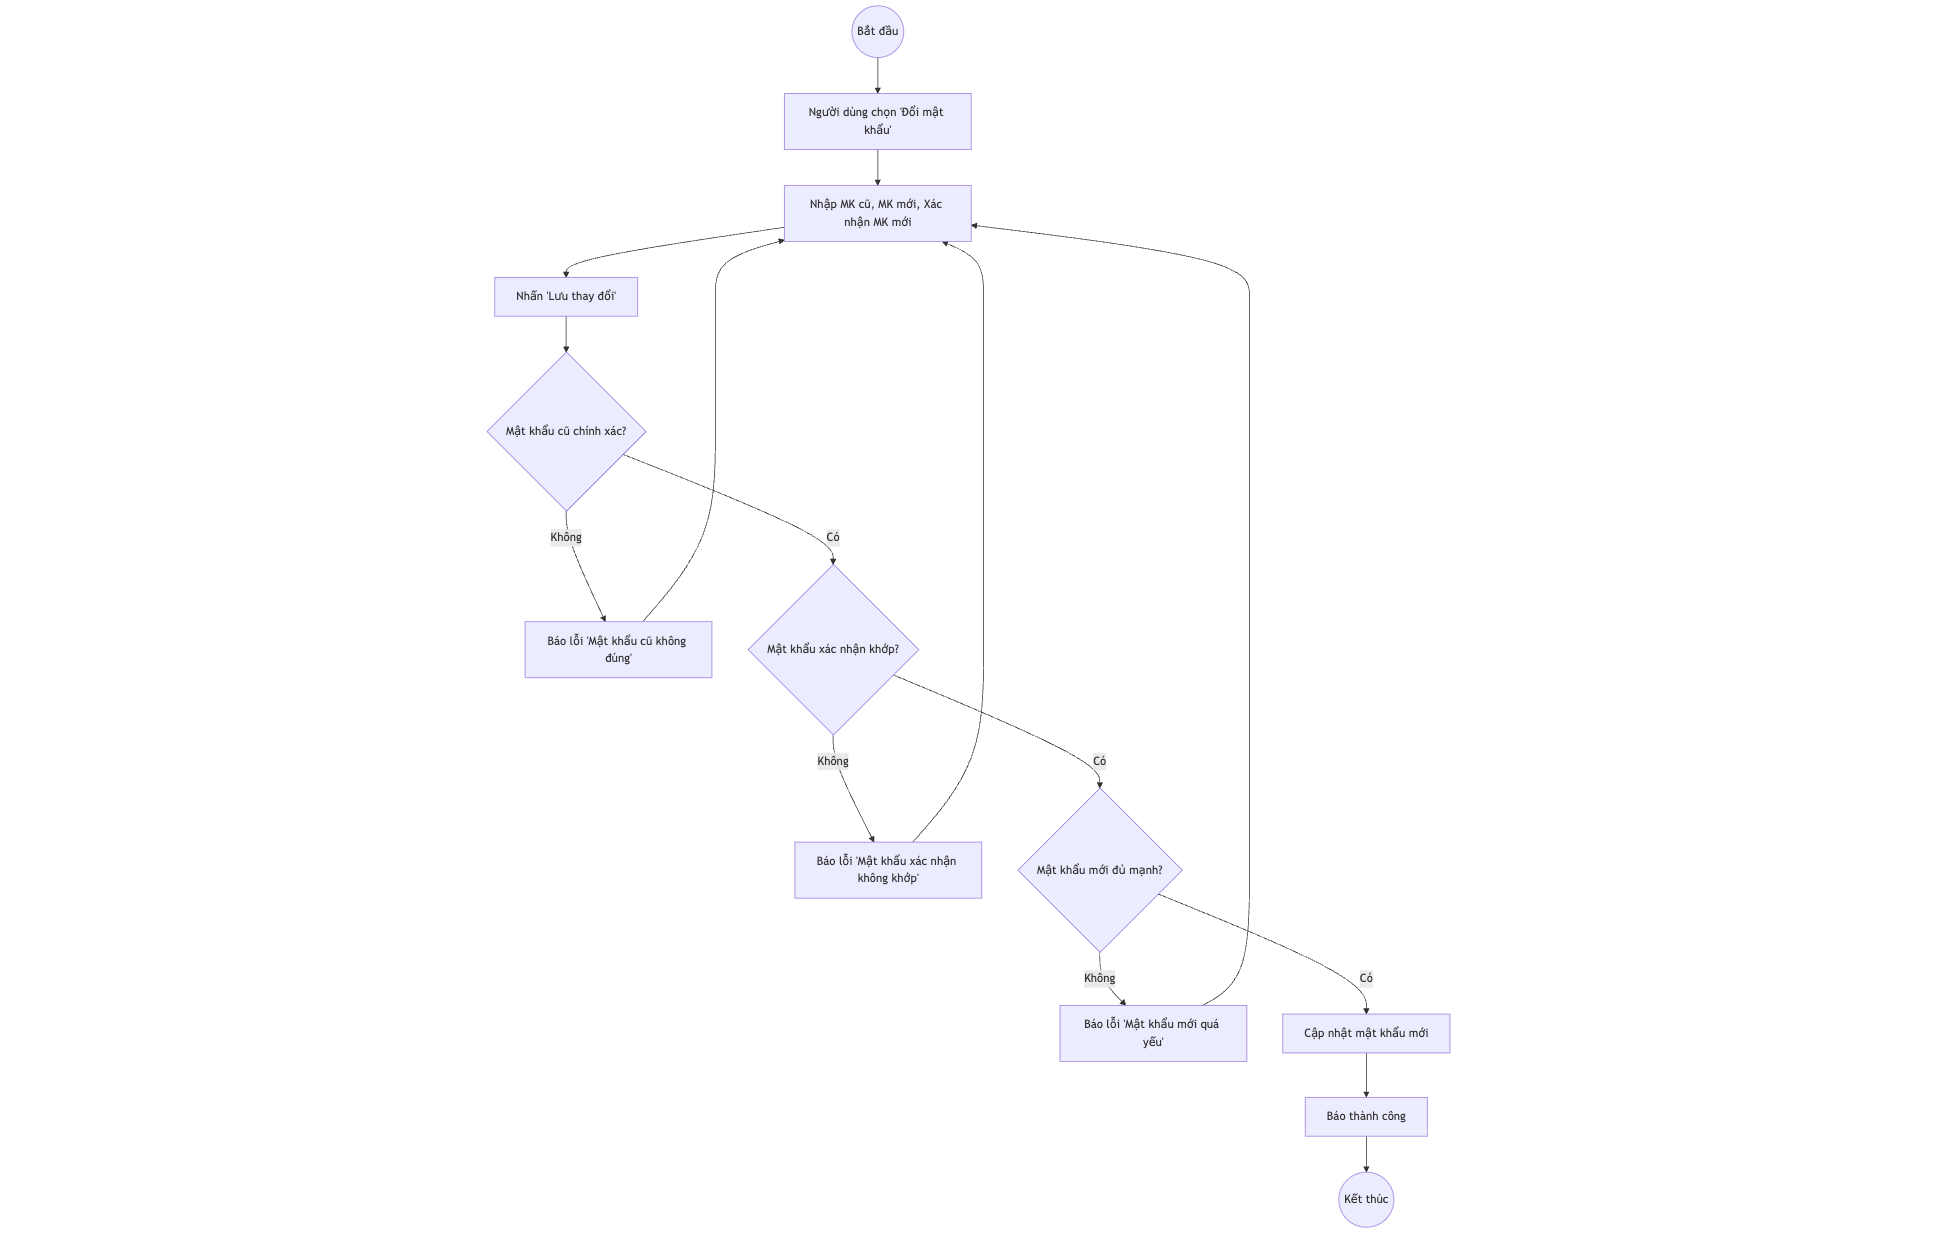 Bắt đầu
Người dùng chọn 'Đổi mật
khẩu'
Nhập MK cũ, MK mới, Xác
nhận MK mới
Nhấn 'Lưu thay đổi'
Mật khẩu cũ chính xác?
Không
Có
Báo lỗi 'Mật khẩu cũ không
đúng'
Mật khẩu xác nhận khớp?
Không
Có
Báo lỗi 'Mật khẩu xác nhận
không khớp'
Mật khẩu mới đủ mạnh?
Không
Có
Báo lỗi 'Mật khẩu mới quá
yếu'
Cập nhật mật khẩu mới
Báo thành công
Kết thúc